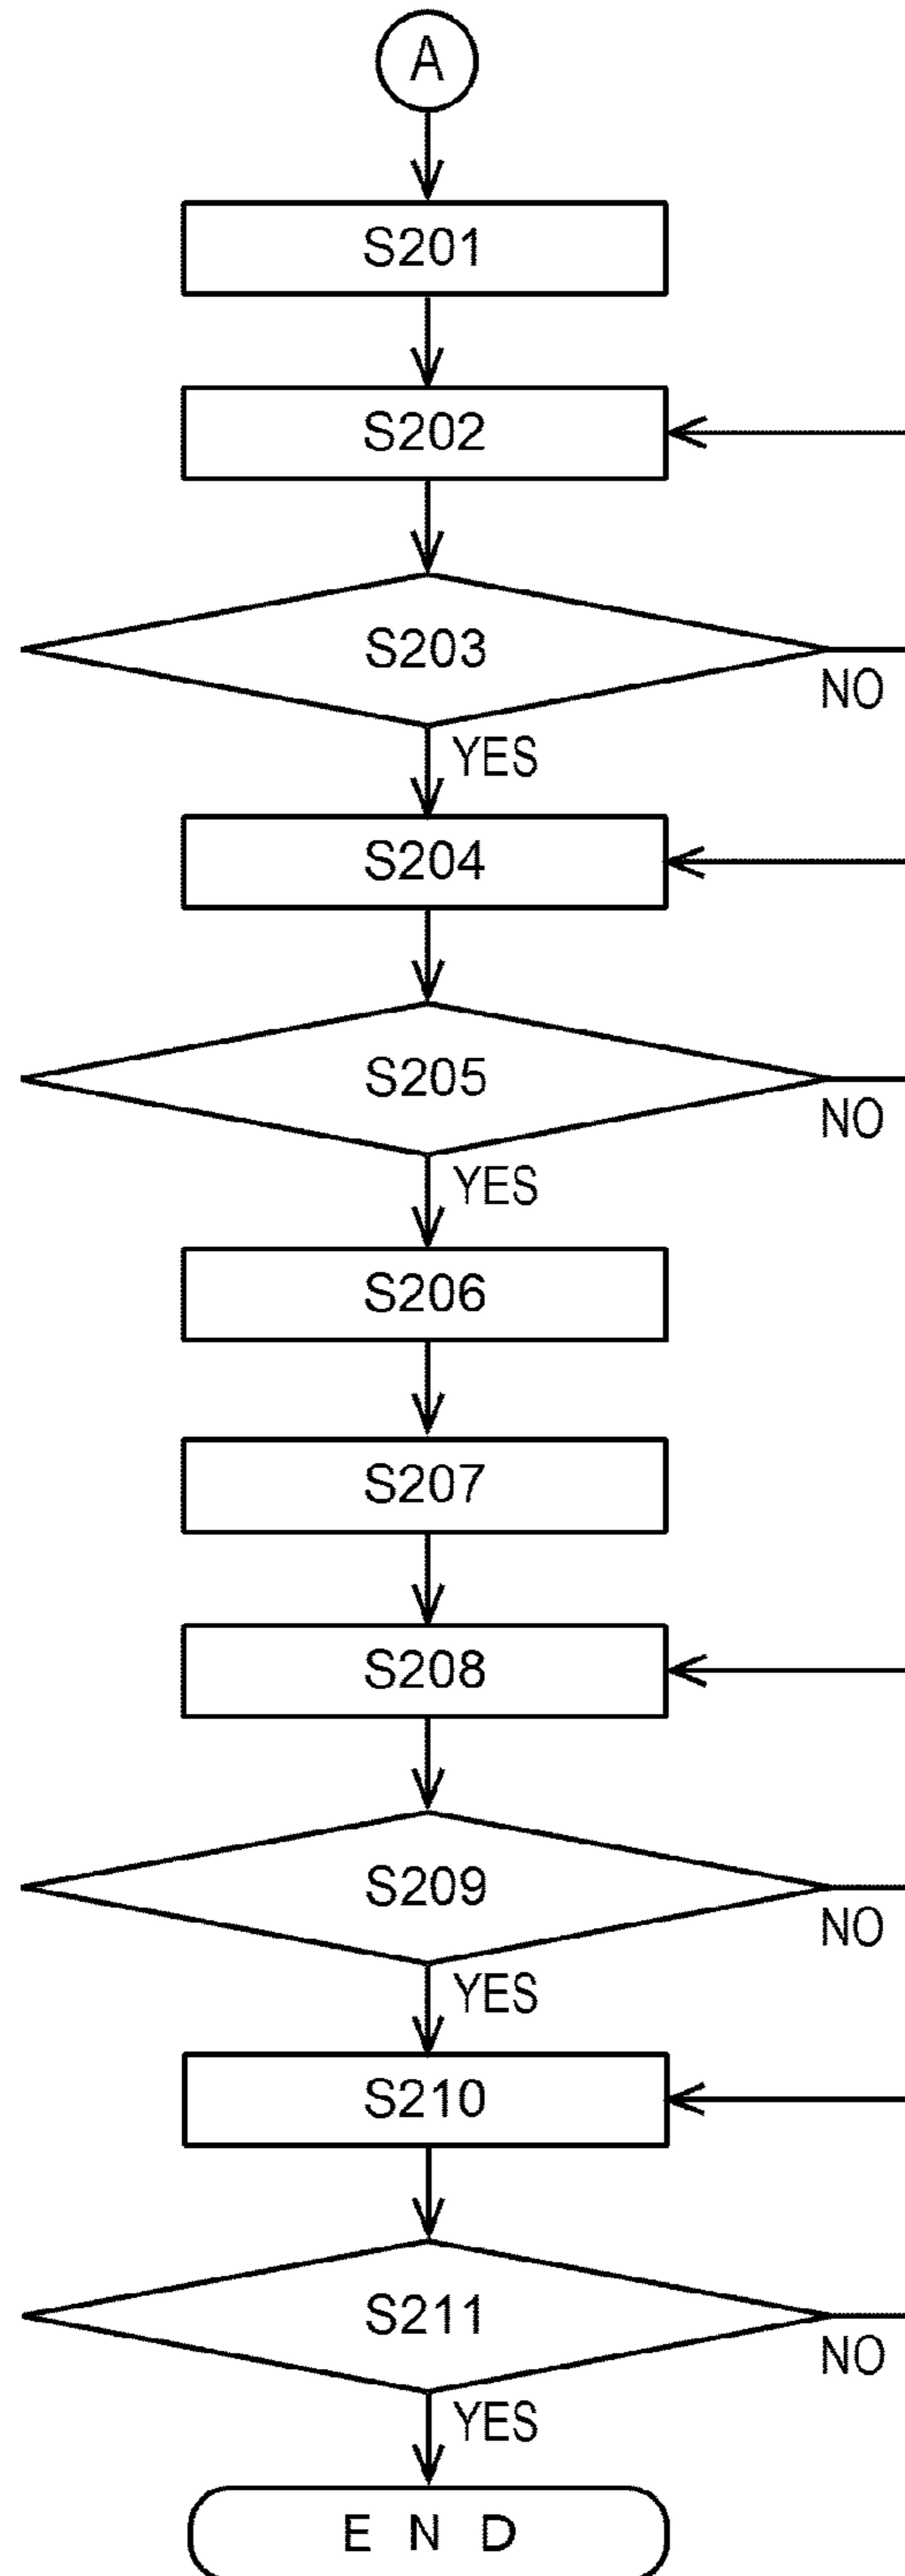 A
S201
S202
S203
NO
YES
S204
S205
NO
YES
S206
S207
S208
S209
NO
YES
S210
S211
NO
YES
END